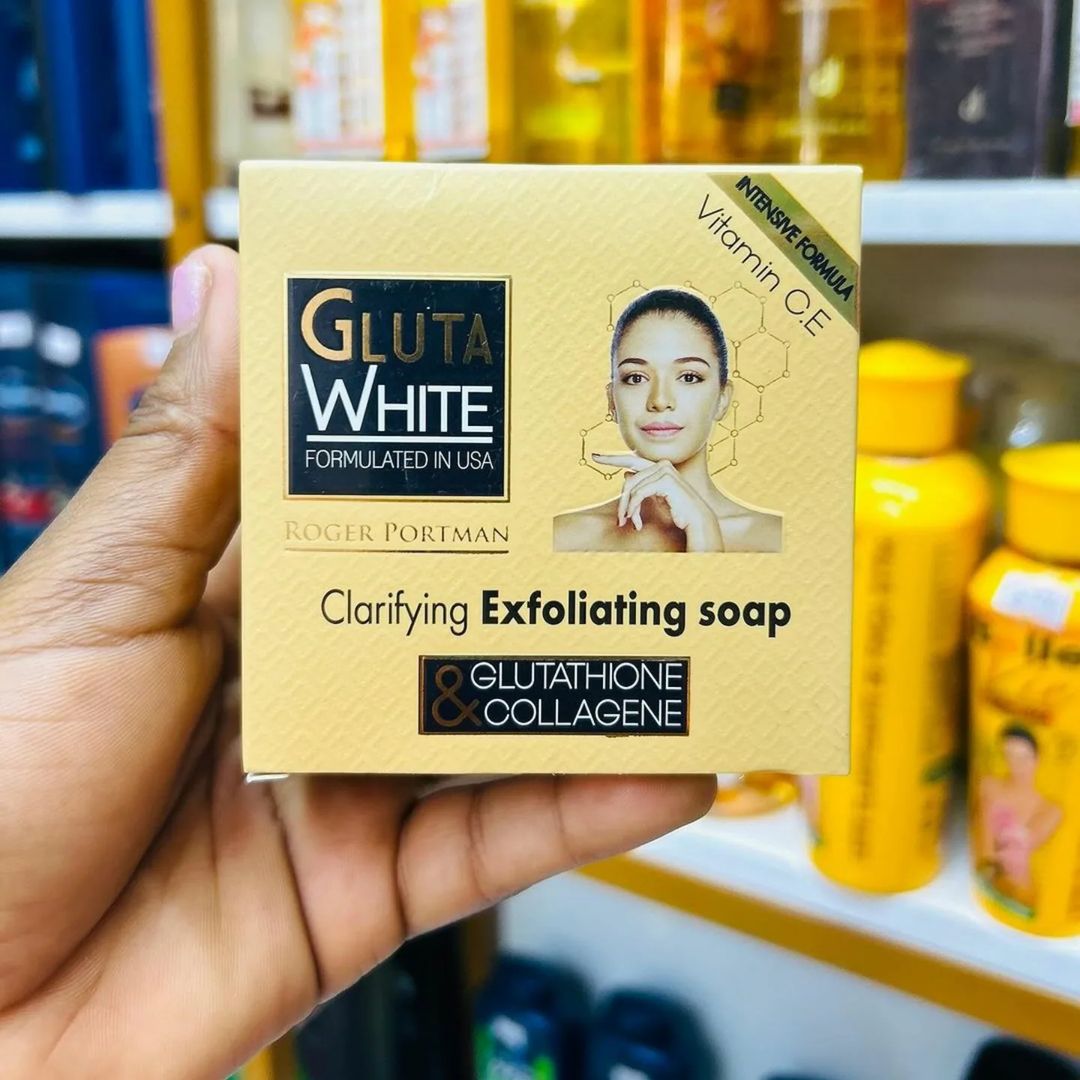 INTENSIVE FORMULA
Vitamin C.E
GLUTA
WHITE
FORMULATED IN USA
ROGER PORTMAN
Clarifying Exfoliating soap
& GLUTATHIONE
COLLAGENE